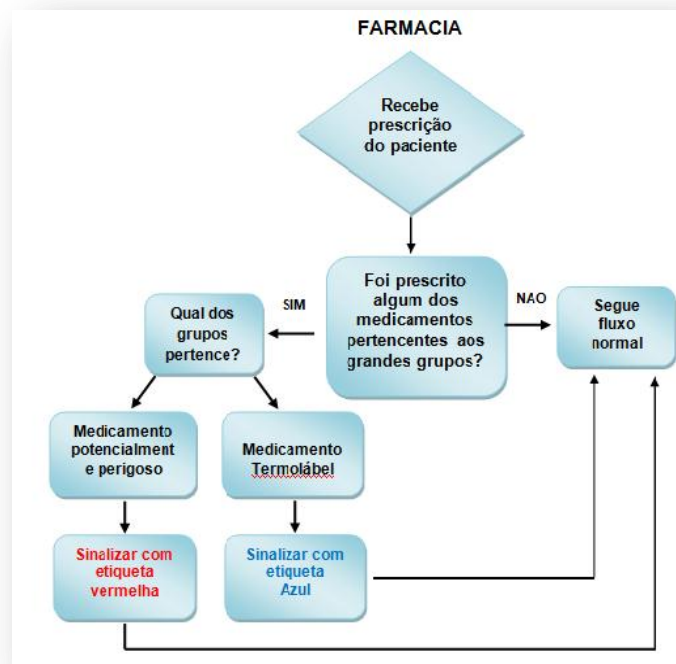 FARMACIA
Recebe
prescrição
do paciente
Foi prescrito
algum dos
medicamentos
pertencentes aos
grandes grupos?
SIM
NAO
Qual dos
grupos
pertence?
Segue
fluxo
normal
Medicamento
potencialment
e perigoso
Medicamento
Termolábel
Sinalizar com
etiqueta
vermelha
Sinalizar com
etiqueta
Azul